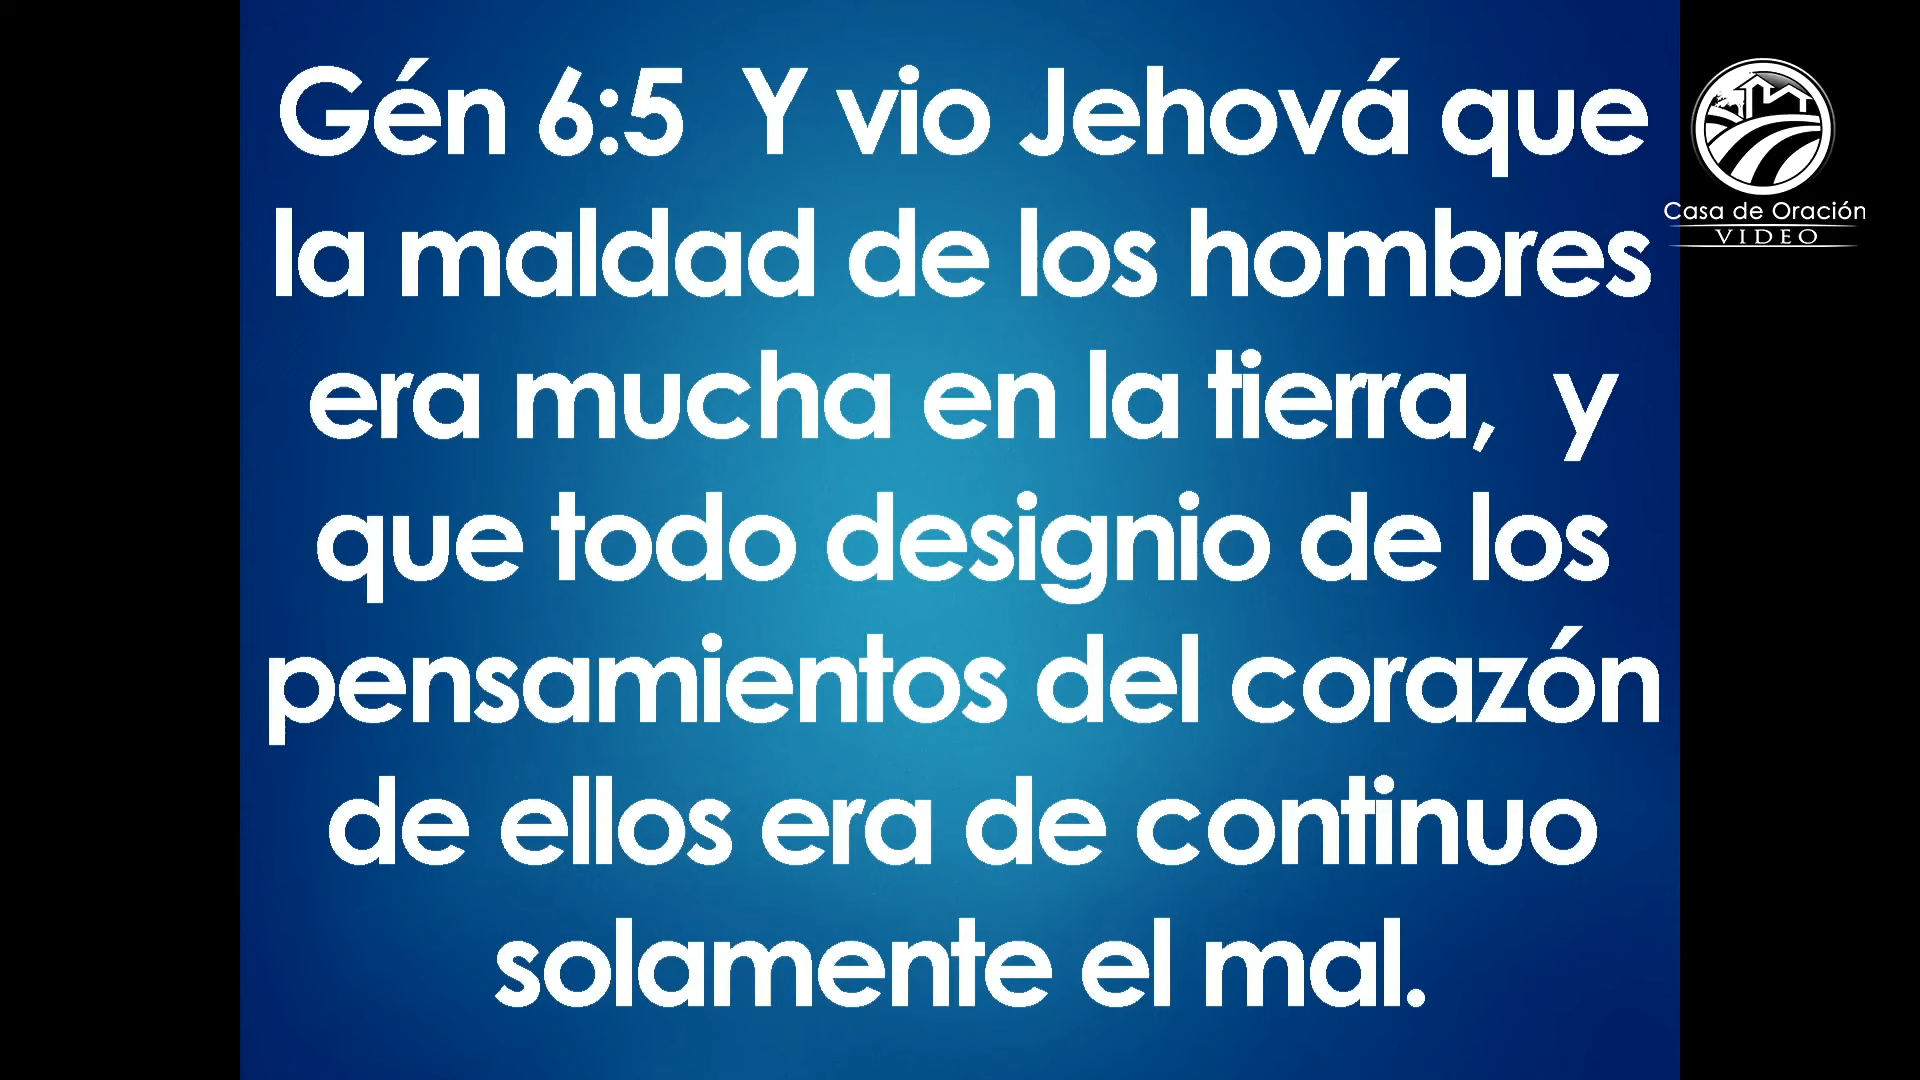 Gén 6:5  Y vio Jehová que
la maldad de los hombres
era mucha en la tierra,  y
que todo designio de los
pensamientos del corazón
de ellos era de continuo
solamente el mal.
Casa de Oración
VIDEO